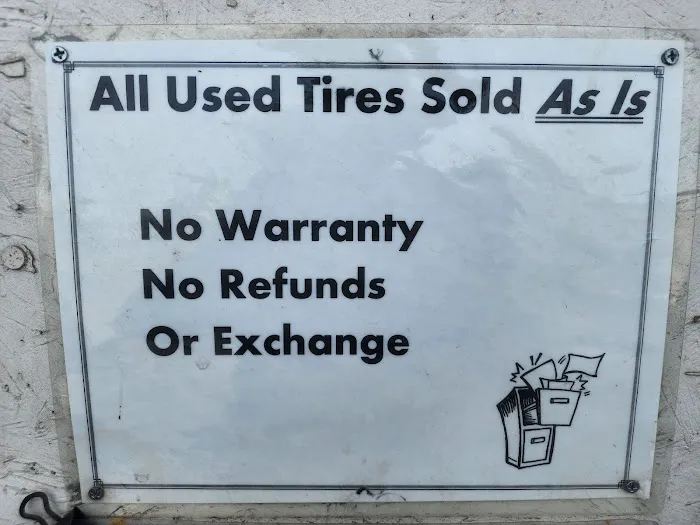 All Used Tires Sold As Is
No Warranty
No Refunds
Or Exchange